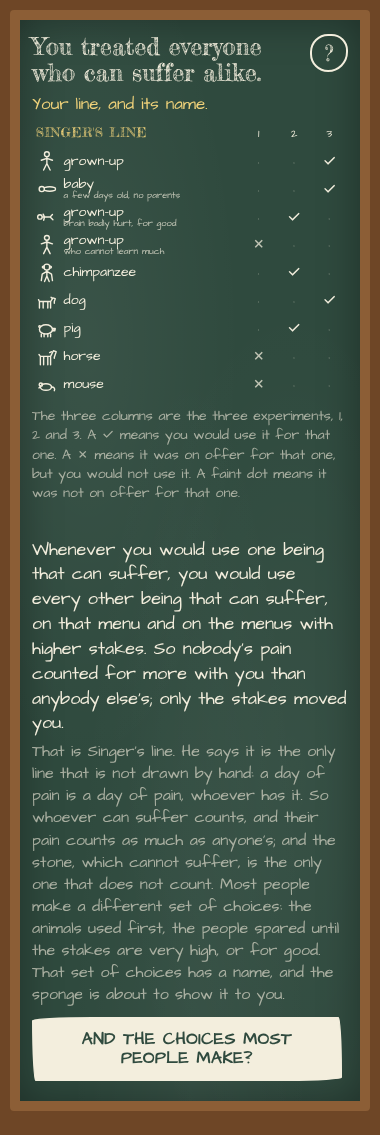 You treated everyone
who can suffer alike.
?
Your line, and its name.
SINGER'S LINE 1 2 3
grown-up ✓
baby ✓
a few days old, no parents
grown-up ✓
brain badly hurt, for good
grown-up ×
who cannot learn much
chimpanzee ✓
dog ✓
pig ✓
horse ×
mouse ×
The three columns are the three experiments, 1,
2 and 3. A ✓ means you would use it for that
one. A × means it was on offer for that one,
but you would not use it. A faint dot means it
was not on offer for that one.
Whenever you would use one being
that can suffer, you would use
every other being that can suffer,
on that menu and on the menus with
higher stakes. So nobody's pain
counted for more with you than
anybody else's; only the stakes moved
you.
That is Singer's line. He says it is the only
line that is not drawn by hand: a day of
pain is a day of pain, whoever has it. So
whoever can suffer counts, and their
pain counts as much as anyone's; and the
stone, which cannot suffer, is the only
one that does not count. Most people
make a different set of choices: the
animals used first, the people spared until
the stakes are very high, or for good.
That set of choices has a name, and the
sponge is about to show it to you.
AND THE CHOICES MOST
PEOPLE MAKE?